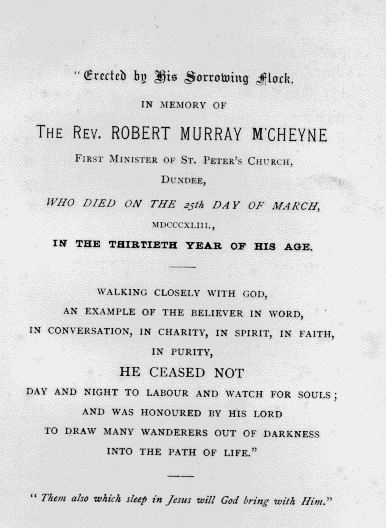 "Erected by His Sorrowing Flock,
IN MEMORY OF
THE REV. ROBERT MURRAY M'CHEYNE
FIRST MINISTER OF ST. PETER'S CHURCH,
DUNDEE,
WHO DIED ON THE 25th DAY OF MARCH,
MDCCCXLIII.,
IN THE THIRTIETH YEAR OF HIS AGE.
WALKING CLOSELY WITH GOD,
AN EXAMPLE OF THE BELIEVER IN WORD,
IN CONVERSATION, IN CHARITY, IN SPIRIT, IN FAITH,
IN PURITY,
HE CEASED NOT
DAY AND NIGHT TO LABOUR AND WATCH FOR SOULS;
AND WAS HONOURED BY HIS LORD
TO DRAW MANY WANDERERS OUT OF DARKNESS
INTO THE PATH OF LIFE."
"Them also which sleep in Jesus will God bring with Him."